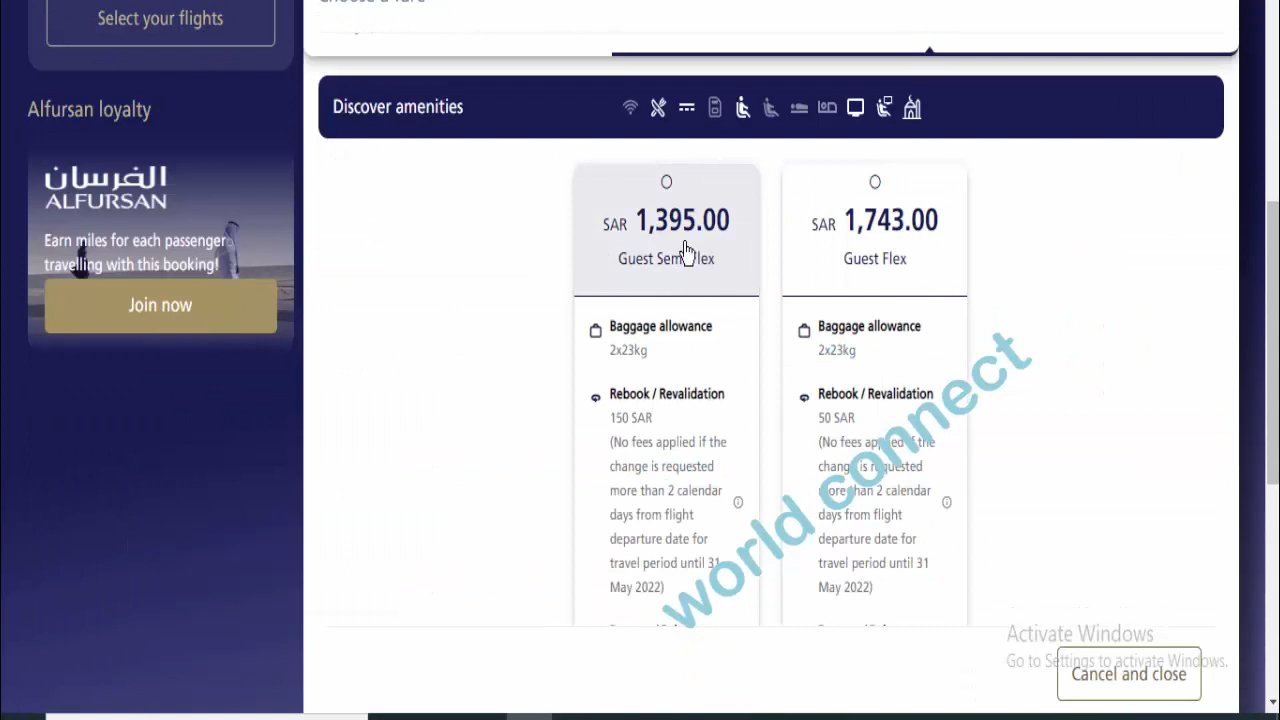 Select your flights
Alfursan loyalty
الفرسان
ALFURSAN
Earn miles for each passenger
travelling with this booking!
Join now
Discover amenities
SAR 1,395.00
Guest Semi Flex
Baggage allowance
2x23kg
Rebook / Revalidation
150 SAR
(No fees applied if the
change is requested
more than 2 calendar
days from flight
departure date for
travel period until 31
May 2022)
SAR 1,743.00
Guest Flex
Baggage allowance
2x23kg
Rebook / Revalidation
50 SAR
(No fees applied if the
change is requested
more than 2 calendar
days from flight
departure date for
travel period until 31
May 2022)
world connect
Activate Windows
Go to Settings to activate Windows.
Cancel and close